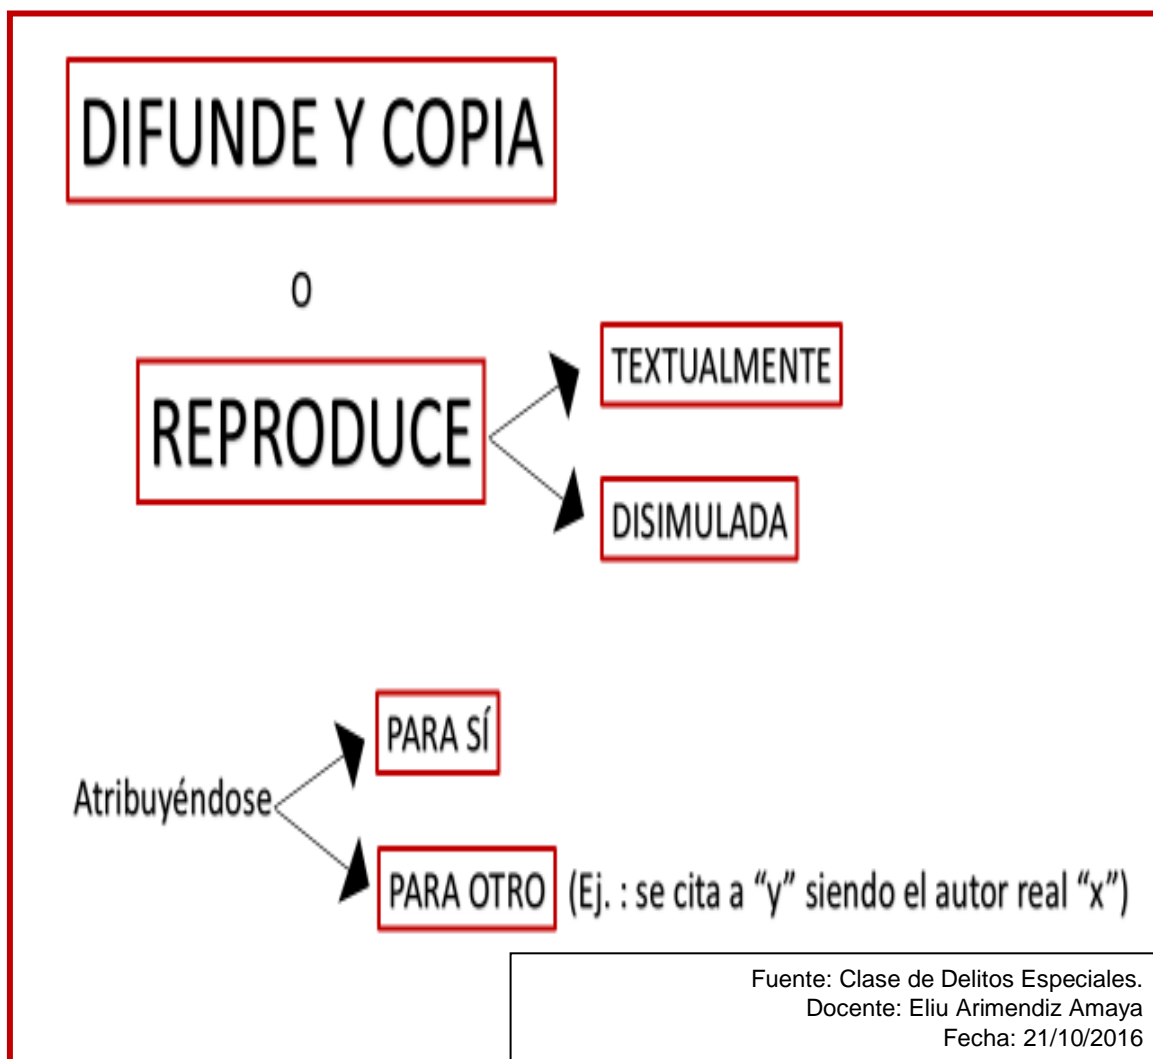 DIFUNDE Y COPIA
O
REPRODUCE
TEXTUALMENTE
DISIMULADA
Atribuyéndose
PARA SÍ
PARA OTRO (Ej. : se cita a “y” siendo el autor real “x”)
Fuente: Clase de Delitos Especiales.
Docente: Eliu Arimendiz Amaya
Fecha: 21/10/2016